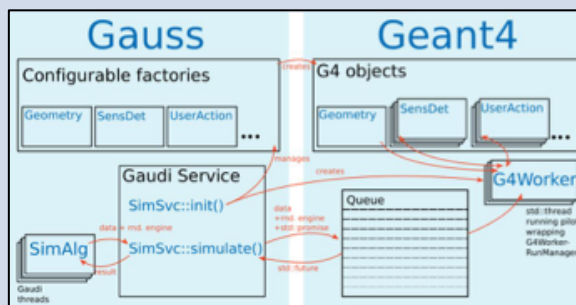 Gauss
Geant4
Configurable factories
creates
G4 objects
Geometry
SensDet
UserAction
...
Geometry
SensDet
UserAction
...
manages
Gaudi Service
creates
G4Worker
SimSvc::init()
Queue
std::thread
running pilot
wrapping
G4Worker-
RunManager
data
+ rnd. engine
+ std::promise
data + rnd. engine
SimAlg
SimSvc::simulate()
result
std::future
Gaudi
threads